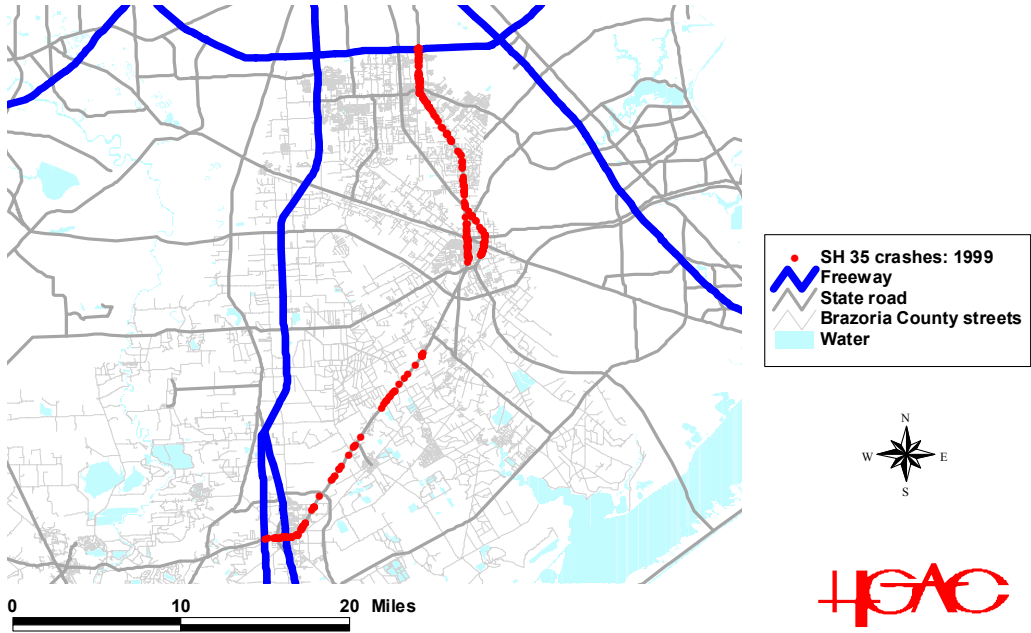 SH 35 crashes: 1999
Freeway
State road
Brazoria County streets
Water
N
W E
S
0 10 20 Miles
HGAC